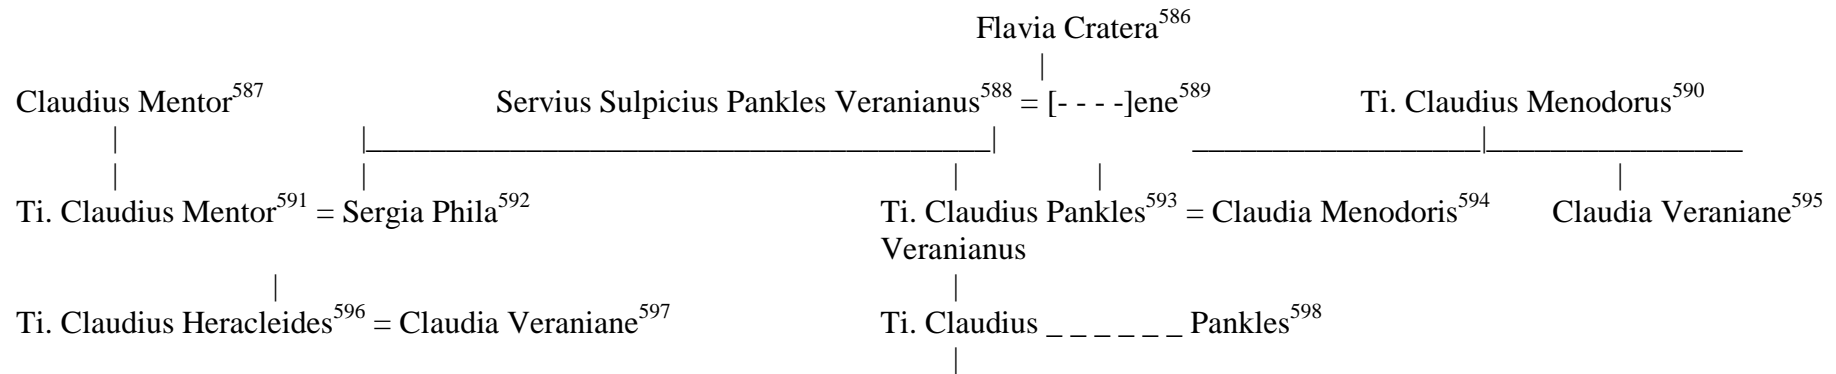 Flavia Cratera586
Claudius Mentor587 Servius Sulpicius Pankles Veranianus588 = [- - - -]ene589 Ti. Claudius Menodorus590
Ti. Claudius Mentor591 = Sergia Phila592 Ti. Claudius Pankles593 = Claudia Menodoris594 Claudia Veraniane595
Veranianus
Ti. Claudius Heracleides596 = Claudia Veraniane597 Ti. Claudius _ _ _ _ _ _ Pankles598